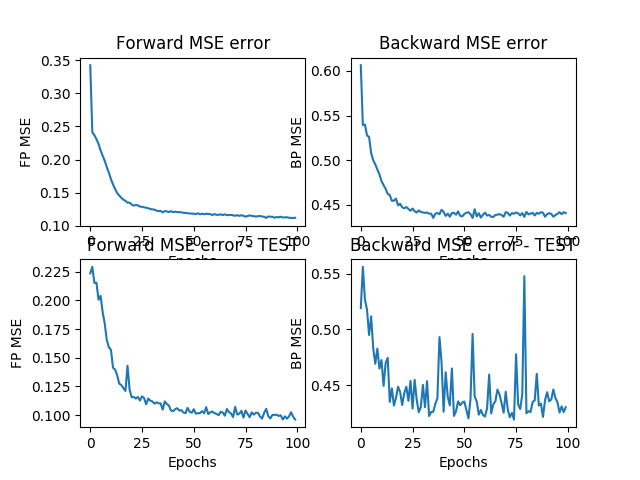 Forward MSE error
FP MSE
0.35
0.30
0.25
0.20
0.15
0.10
0 25 50 75 100
Epochs
Backward MSE error
BP MSE
0.60
0.55
0.50
0.45
0 25 50 75 100
Epochs
Forward MSE error - TEST
FP MSE
0.225
0.200
0.175
0.150
0.125
0.100
0 25 50 75 100
Epochs
Backward MSE error - TEST
BP MSE
0.55
0.50
0.45
0 25 50 75 100
Epochs